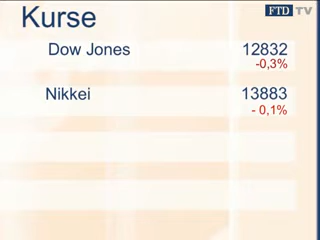 Kurse
FTD TV
Dow Jones 12832
-0,3%
Nikkei 13883
- 0,1%